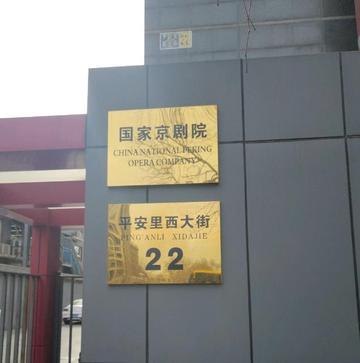 国家京剧院
CHINA NATIONAL PEKING
OPERA COMPANY
平安里西大街
PING ANLI XIDAJIE
22